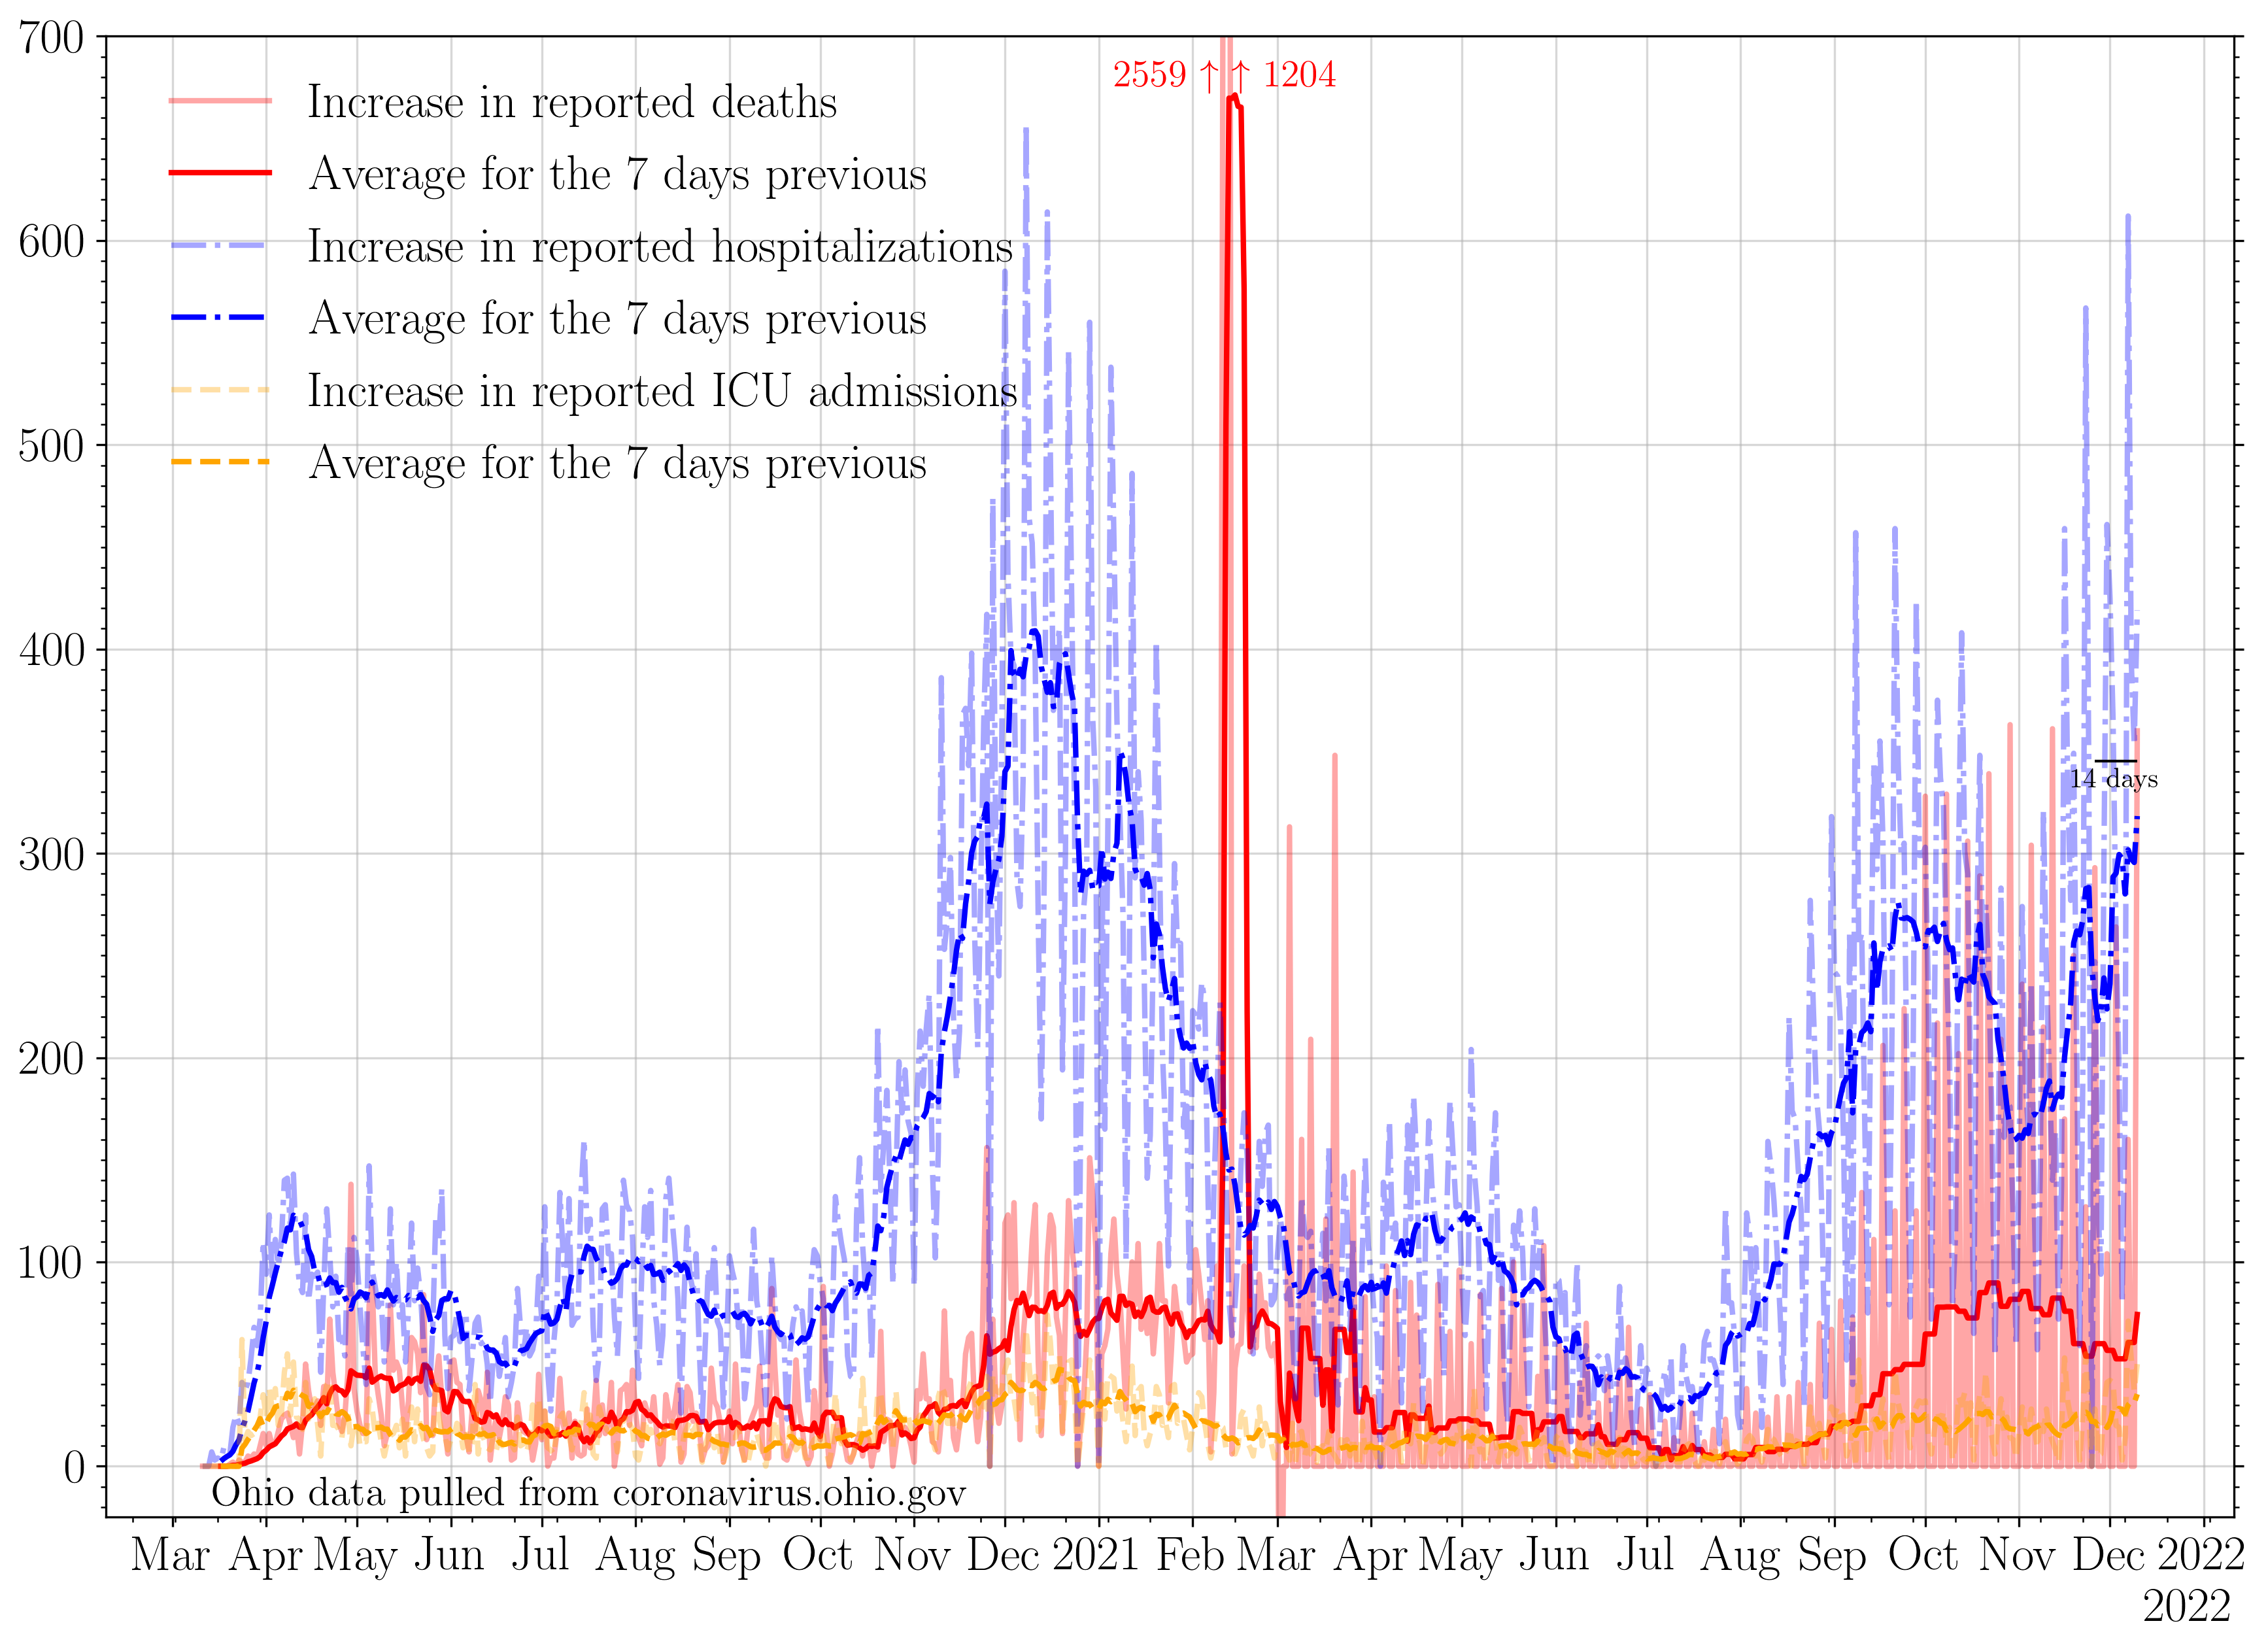 700
600
500
400
300
200
100
0
2559 ↑ ↑ 1204
Increase in reported deaths
Average for the 7 days previous
Increase in reported hospitalizations
Average for the 7 days previous
Increase in reported ICU admissions
Average for the 7 days previous
14 days
Ohio data pulled from coronavirus.ohio.gov
Mar Apr May Jun Jul Aug Sep Oct Nov Dec 2021 Feb Mar Apr May Jun Jul Aug Sep Oct Nov Dec 2022
2022